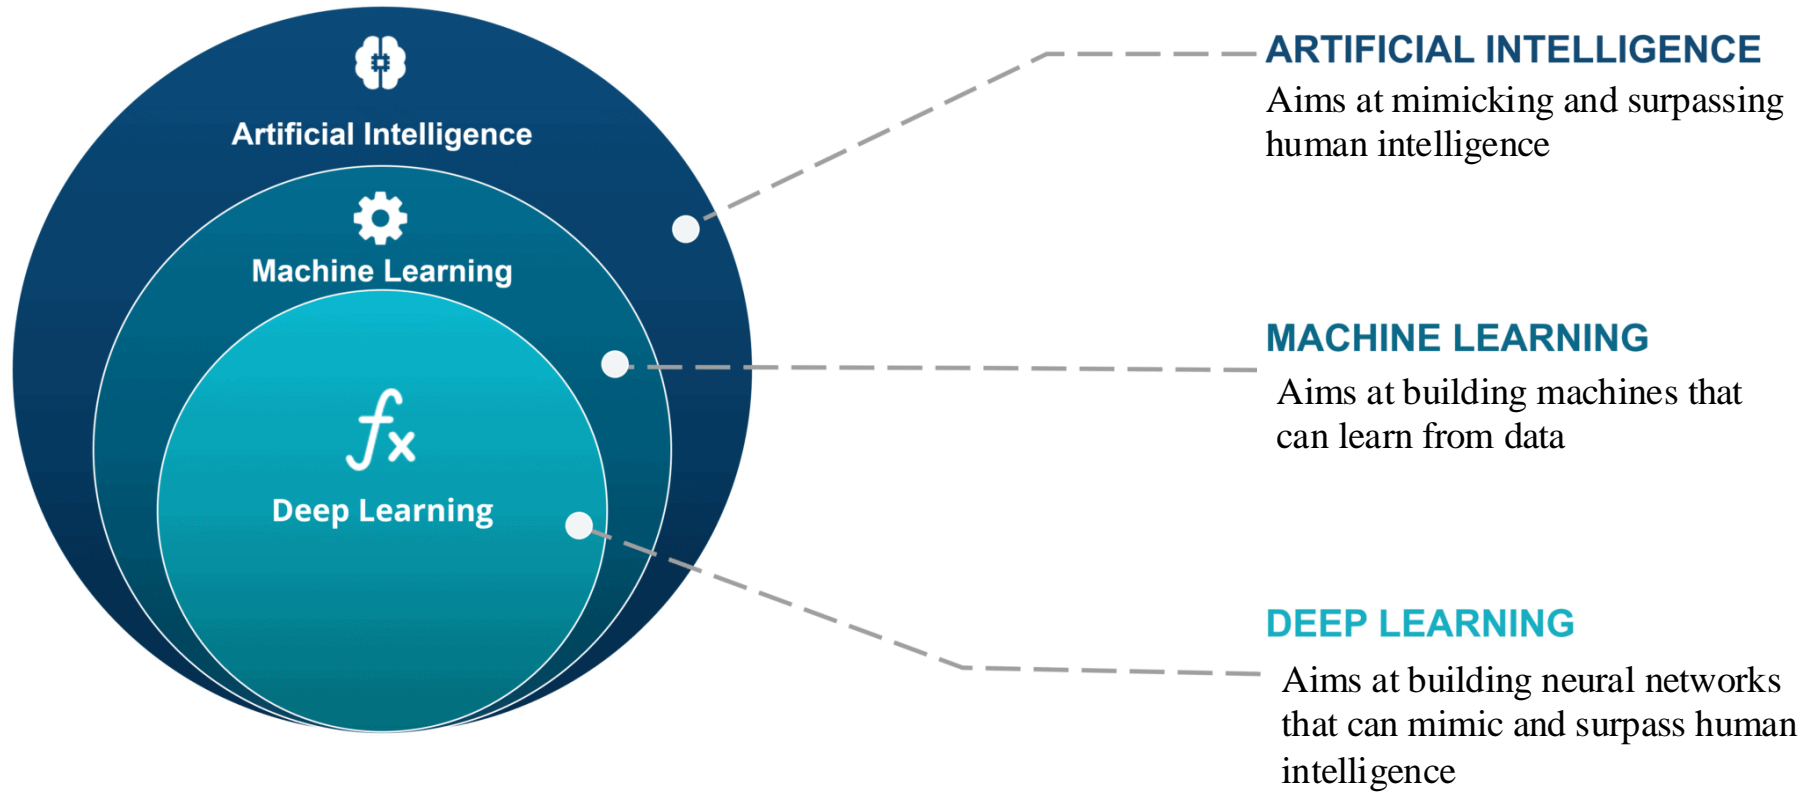 Artificial Intelligence
Machine Learning
fx
Deep Learning
ARTIFICIAL INTELLIGENCE
Aims at mimicking and surpassing
human intelligence
MACHINE LEARNING
Aims at building machines that
can learn from data
DEEP LEARNING
Aims at building neural networks
that can mimic and surpass human
intelligence